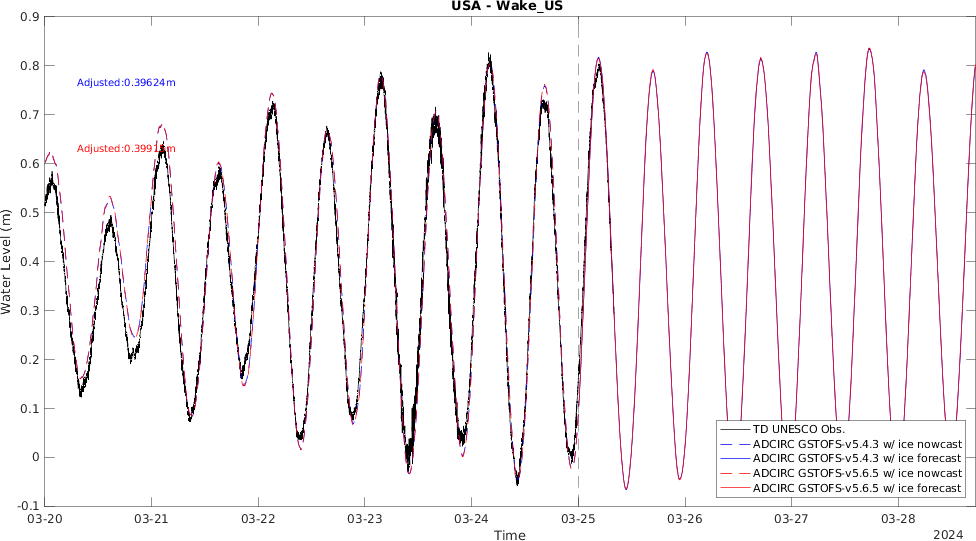 USA - Wake_US
0.9
0.8
0.7
0.6
0.5
0.4
0.3
0.2
0.1
0
-0.1
Water Level (m)
Adjusted:0.39624m
TD UNESCO Obs.
ADCIRC GSTOFS-v5.4.3 w/ ice nowcast
ADCIRC GSTOFS-v5.4.3 w/ ice forecast
ADCIRC GSTOFS-v5.6.5 w/ ice nowcast
ADCIRC GSTOFS-v5.6.5 w/ ice forecast
03-20 03-21 03-22 03-23 03-24 03-25 03-26 03-27 03-28
Time
2024